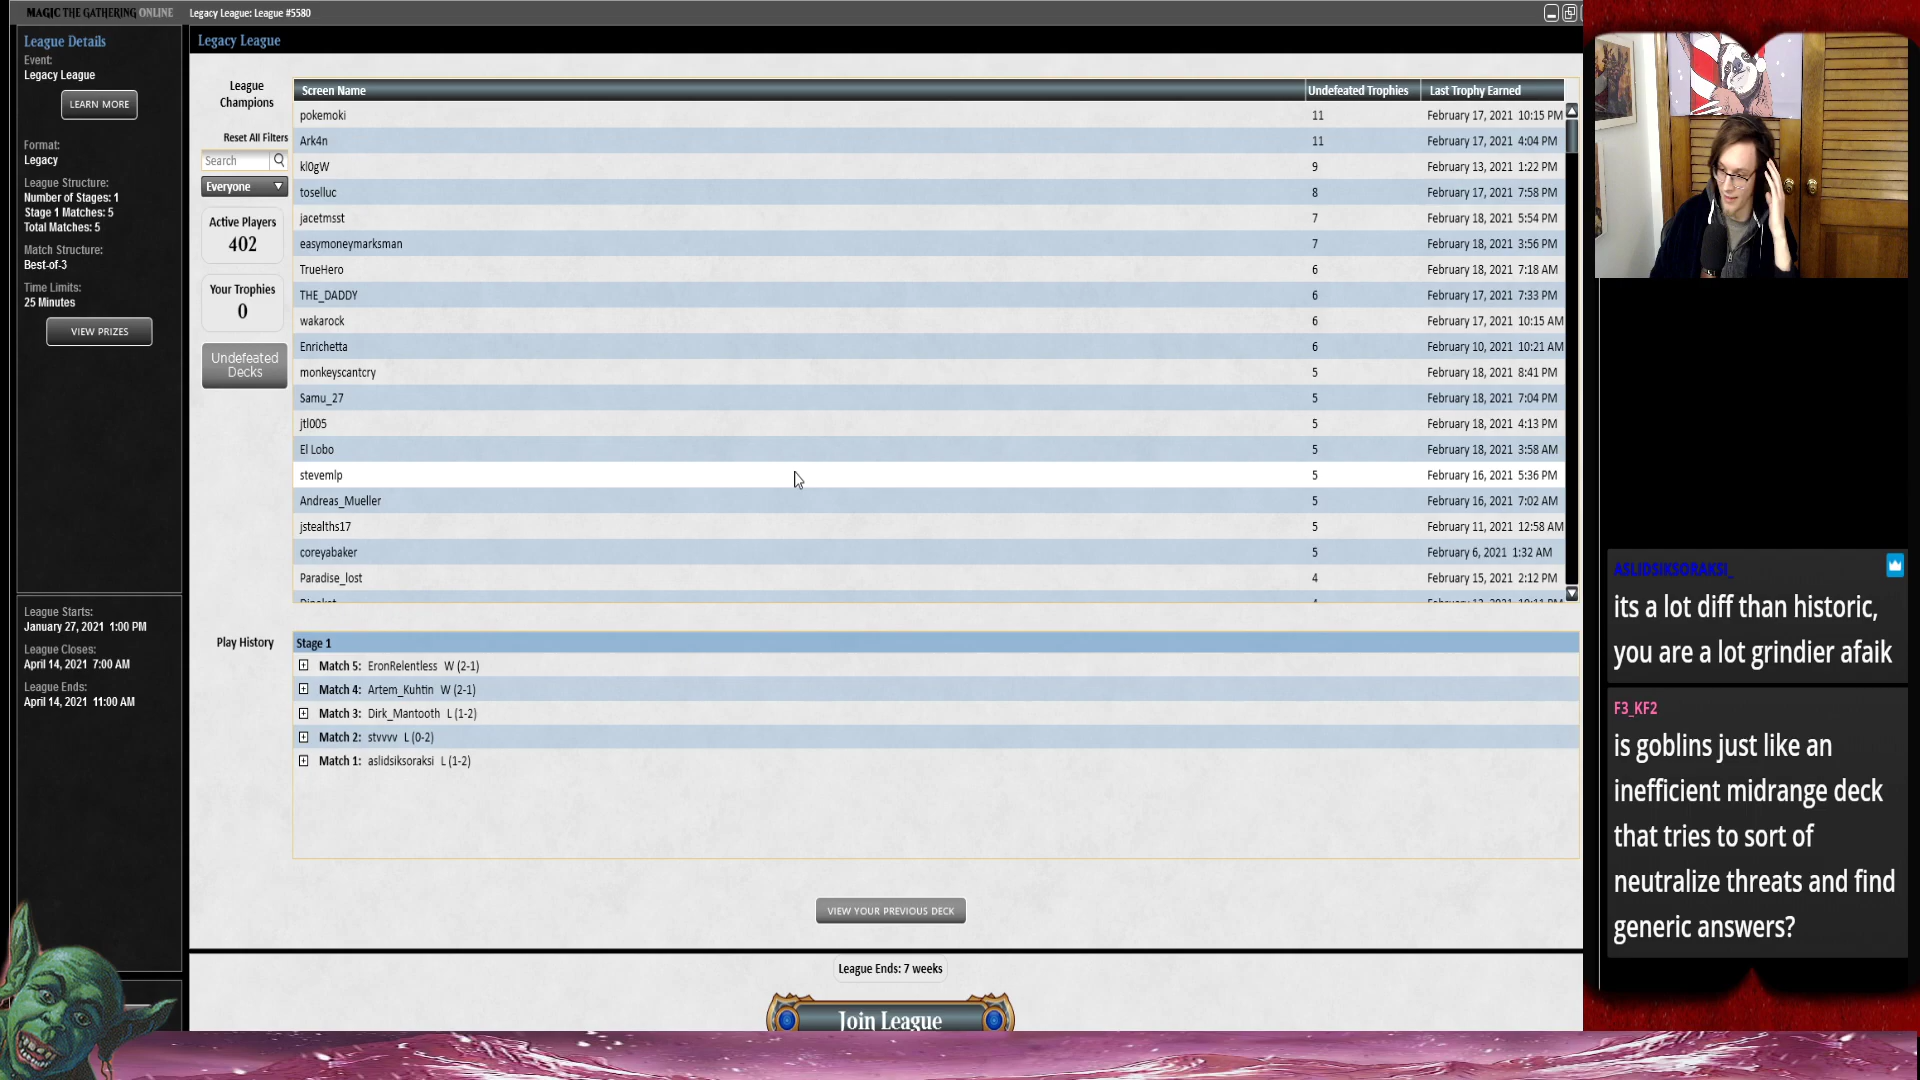 MAGIC THE GATHERING ONLINE
Legacy League: League #5580
League Details
Event:
Legacy League
LEARN MORE
Format:
Legacy
League Structure:
Number of Stages: 1
Stage 1 Matches: 5
Total Matches: 5
Match Structure:
Best-of-3
Time Limits:
25 Minutes
VIEW PRIZES
League Starts:
January 27, 2021 1:00 PM
League Closes:
April 14, 2021 7:00 AM
League Ends:
April 14, 2021 11:00 AM
Legacy League
League
Champions
Reset All Filters
Search
Everyone
Active Players
402
Your Trophies
0
Undefeated
Decks
Screen Name Undefeated Trophies Last Trophy Earned
pokemoki 11 February 17, 2021 10:15 PM
Ark4n 11 February 17, 2021 4:04 PM
kl0gW 9 February 13, 2021 1:22 PM
toselluc 8 February 17, 2021 7:58 PM
jacetmsst 7 February 18, 2021 5:54 PM
easymoneymarksman 7 February 18, 2021 3:56 PM
TrueHero 6 February 18, 2021 7:18 AM
THE_DADDY 6 February 17, 2021 7:33 PM
wakarock 6 February 17, 2021 10:15 AM
Enrichetta 6 February 10, 2021 10:21 AM
monkeyscantcry 5 February 18, 2021 8:41 PM
Samu_27 5 February 18, 2021 7:04 PM
jtl005 5 February 18, 2021 4:13 PM
El Lobo 5 February 18, 2021 3:58 AM
stevemlp 5 February 16, 2021 5:36 PM
Andreas_Mueller 5 February 16, 2021 7:02 AM
jstealths17 5 February 11, 2021 12:58 AM
coreyabaker 5 February 6, 2021 1:32 AM
Paradise_lost 4 February 15, 2021 2:12 PM
Play History
Stage 1
Match 5: EronRelentless W (2-1)
Match 4: Artem_Kuhtin W (2-1)
Match 3: Dirk_Mantooth L (1-2)
Match 2: stvvvv L (0-2)
Match 1: aslidsiksoraksi L (1-2)
VIEW YOUR PREVIOUS DECK
League Ends: 7 weeks
Join League
ASLIDSIKSORAKSI_
its a lot diff than historic,
you are a lot grindier afaik
F3_KF2
is goblins just like an
inefficient midrange deck
that tries to sort of
neutralize threats and find
generic answers?